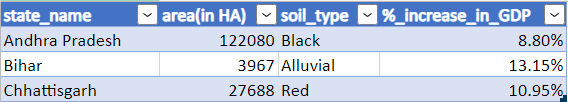 state_name area(in HA) soil_type %_increase_in_GDP
Andhra Pradesh 122080 Black 8.80%
Bihar 3967 Alluvial 13.15%
Chhattisgarh 27688 Red 10.95%